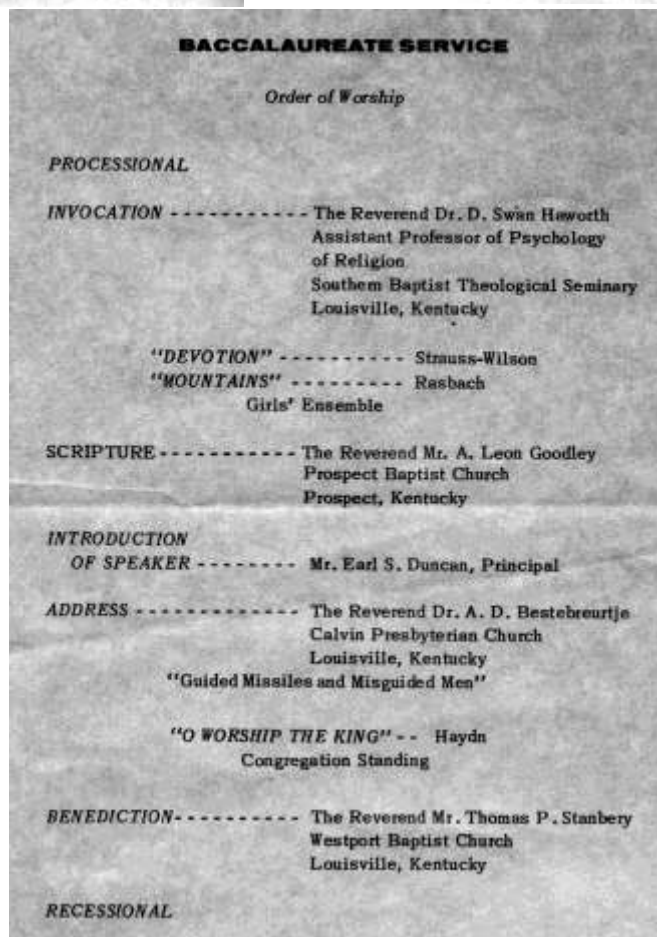 BACCALAUREATE SERVICE
Order of Worship
PROCESSIONAL
INVOCATION - - - - - - - - - - - The Reverend Dr. D. Swan Haworth
Assistant Professor of Psychology
of Religion
Southern Baptist Theological Seminary
Louisville, Kentucky
"DEVOTION" - - - - - - - - - - Strauss-Wilson
"MOUNTAINS" - - - - - - - - - Rasbach
Girls' Ensemble
SCRIPTURE - - - - - - - - - - - The Reverend Mr. A. Leon Goodley
Prospect Baptist Church
Prospect, Kentucky
INTRODUCTION
OF SPEAKER - - - - - - - - Mr. Earl S. Duncan, Principal
ADDRESS - - - - - - - - - - - - - The Reverend Dr. A. D. Bestebreurtje
Calvin Presbyterian Church
Louisville, Kentucky
"Guided Missiles and Misguided Men"
"O WORSHIP THE KING" - - Haydn
Congregation Standing
BENEDICTION- - - - - - - - - - The Reverend Mr. Thomas P. Stanbery
Westport Baptist Church
Louisville, Kentucky
RECESSIONAL